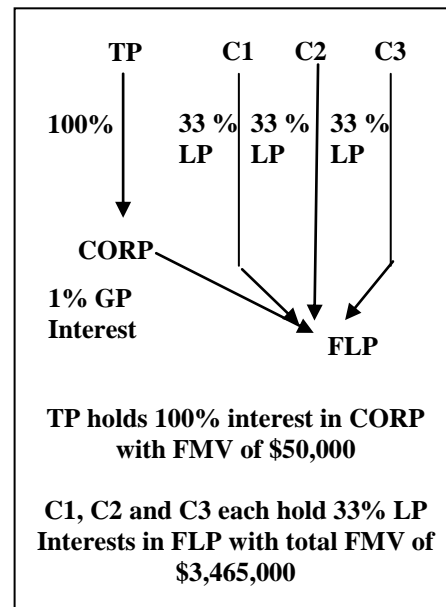 TP C1 C2 C3
100% 33 % 33 % 33 %
LP LP LP
CORP
1% GP
Interest
FLP
TP holds 100% interest in CORP
with FMV of $50,000
C1, C2 and C3 each hold 33% LP
Interests in FLP with total FMV of
$3,465,000